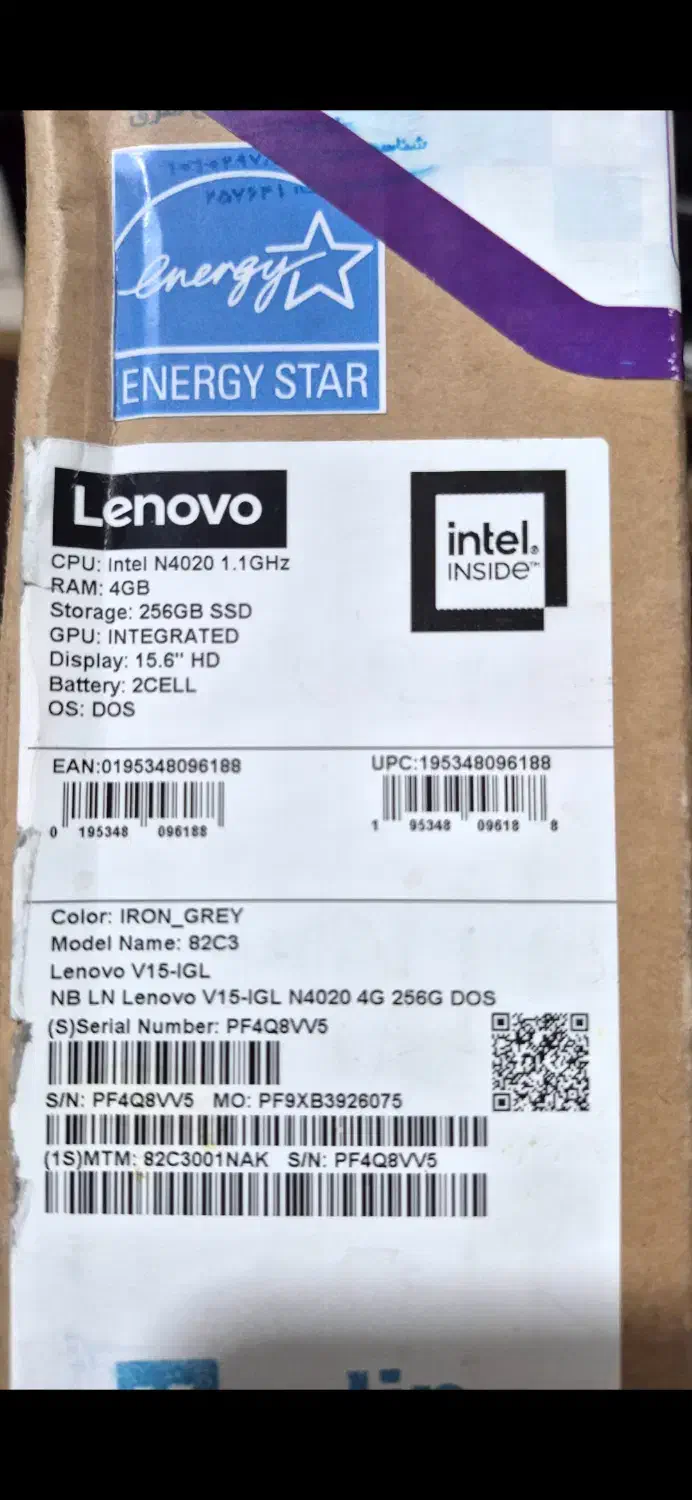 energy
ENERGY STAR
Lenovo
intel®
INSIDE™
CPU: Intel N4020 1.1GHz
RAM: 4GB
Storage: 256GB SSD
GPU: INTEGRATED
Display: 15.6" HD
Battery: 2CELL
OS: DOS
EAN:0195348096188
UPC:195348096188
0 195348 096188
1 95348 09618 8
Color: IRON_GREY
Model Name: 82C3
Lenovo V15-IGL
NB LN Lenovo V15-IGL N4020 4G 256G DOS
(S)Serial Number: PF4Q8VV5
S/N: PF4Q8VV5 MO: PF9XB3926075
(1S)MTM: 82C3001NAK S/N: PF4Q8VV5